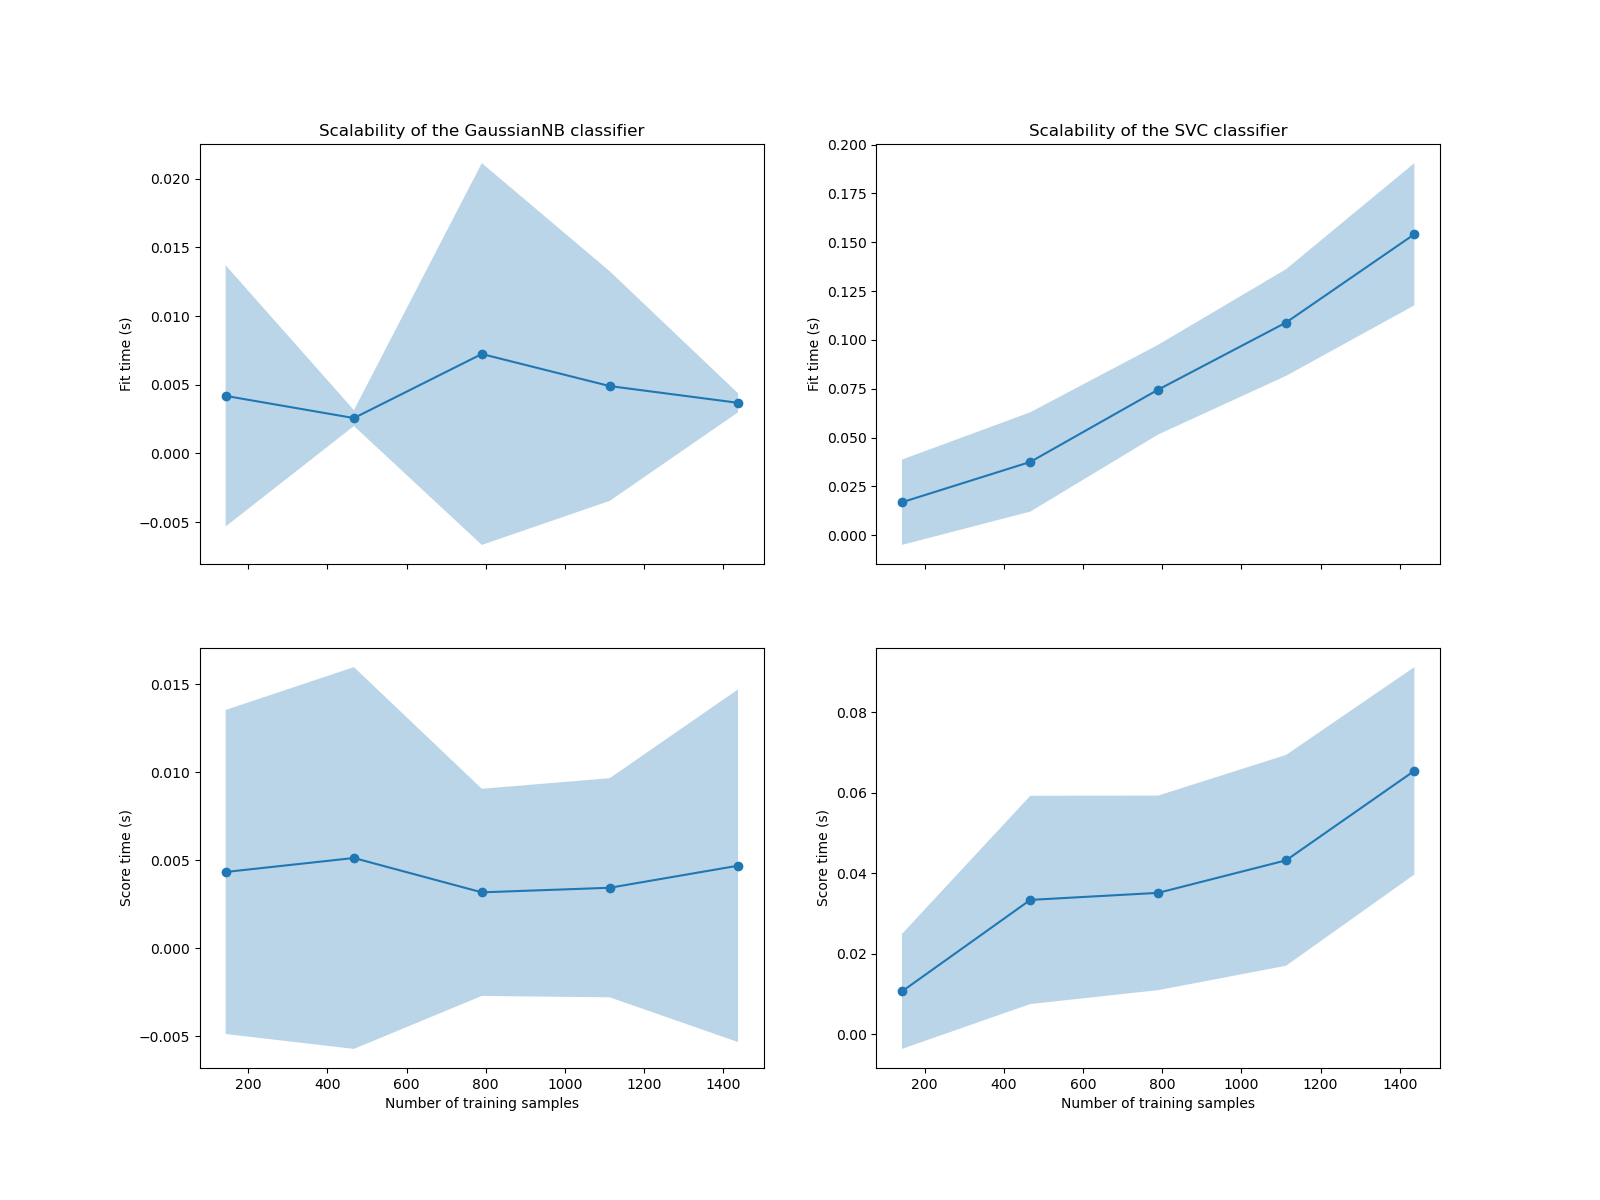 Scalability of the GaussianNB classifier
Fit time (s)
0.020
0.015
0.010
0.005
0.000
−0.005
Scalability of the SVC classifier
Fit time (s)
0.200
0.175
0.150
0.125
0.100
0.075
0.050
0.025
0.000
Score time (s)
0.015
0.010
0.005
0.000
−0.005
200 400 600 800 1000 1200 1400
Number of training samples
Score time (s)
0.08
0.06
0.04
0.02
0.00
200 400 600 800 1000 1200 1400
Number of training samples